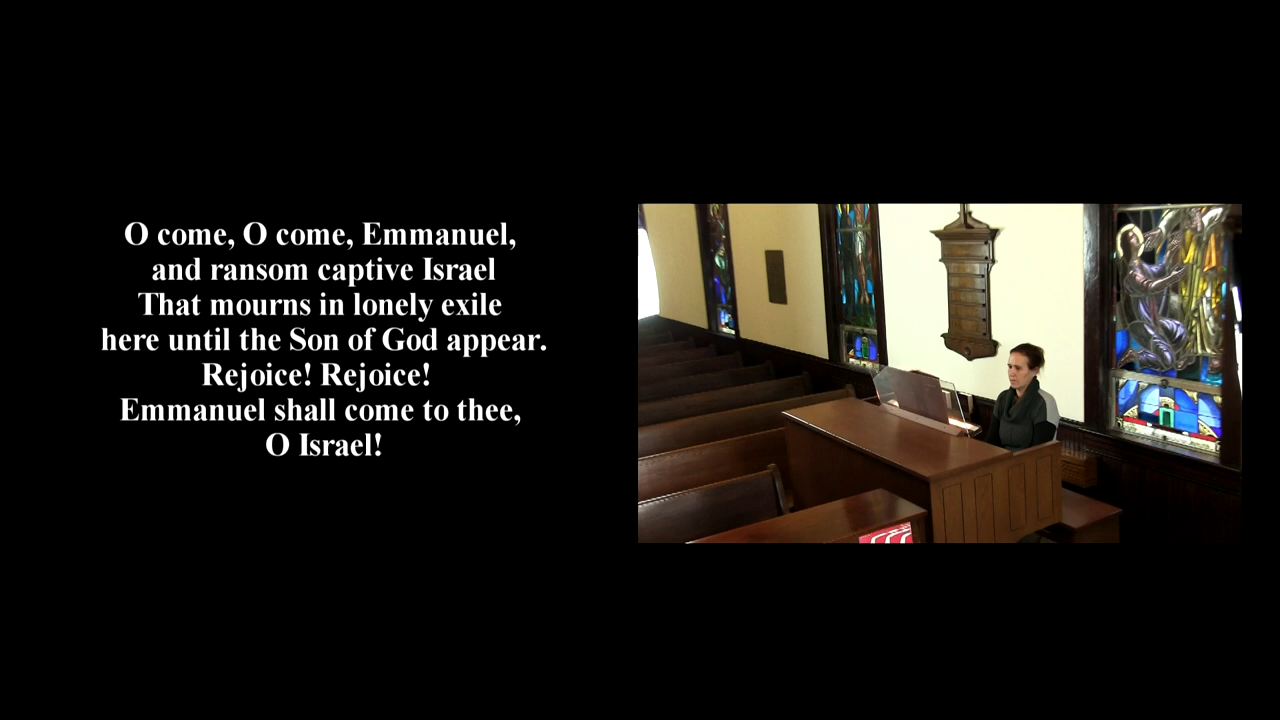 O come, O come, Emmanuel,
and ransom captive Israel
That mourns in lonely exile
here until the Son of God appear.
Rejoice! Rejoice!
Emmanuel shall come to thee,
O Israel!